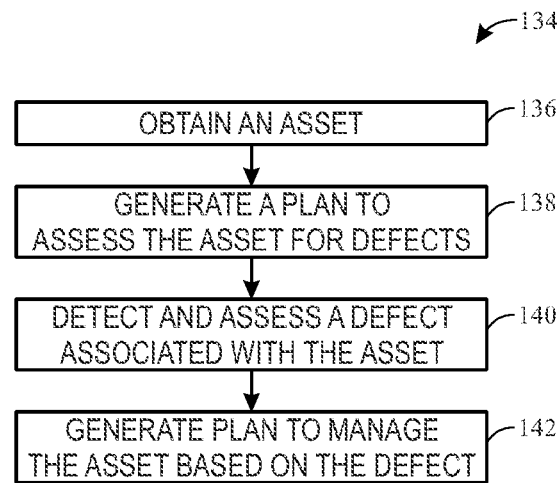 134
OBTAIN AN ASSET
136
GENERATE A PLAN TO
ASSESS THE ASSET FOR DEFECTS
138
DETECT AND ASSESS A DEFECT
ASSOCIATED WITH THE ASSET
140
GENERATE PLAN TO MANAGE
THE ASSET BASED ON THE DEFECT
142